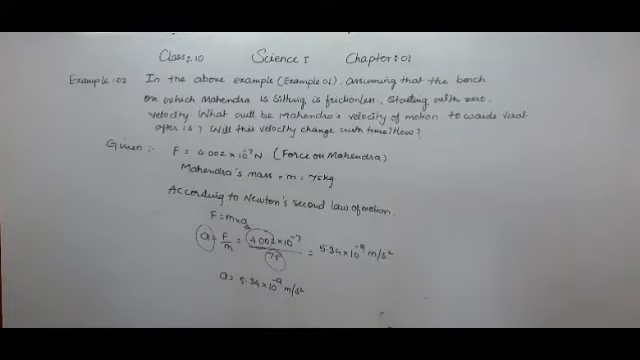 Class:10 Science I Chapter:01
Example:02 In the above example (Example 01), assuming that the bench
on which Mahendra is sitting is frictionless, starting with zero
velocity What will be Mahendra's velocity of motion towards Virat
after 1s? Will this velocity change with time? How?
Given :- F = 4.002 × 10⁻⁷ N (Force on Mahendra)
Mahendra's mass = m = 75kg
According to Newton's second law of motion.
F = m×a
a = F/m = 4.002×10⁻⁷/75 = 5.34 × 10⁻⁹ m/s²
a = 5.34 × 10⁻⁹ m/s²